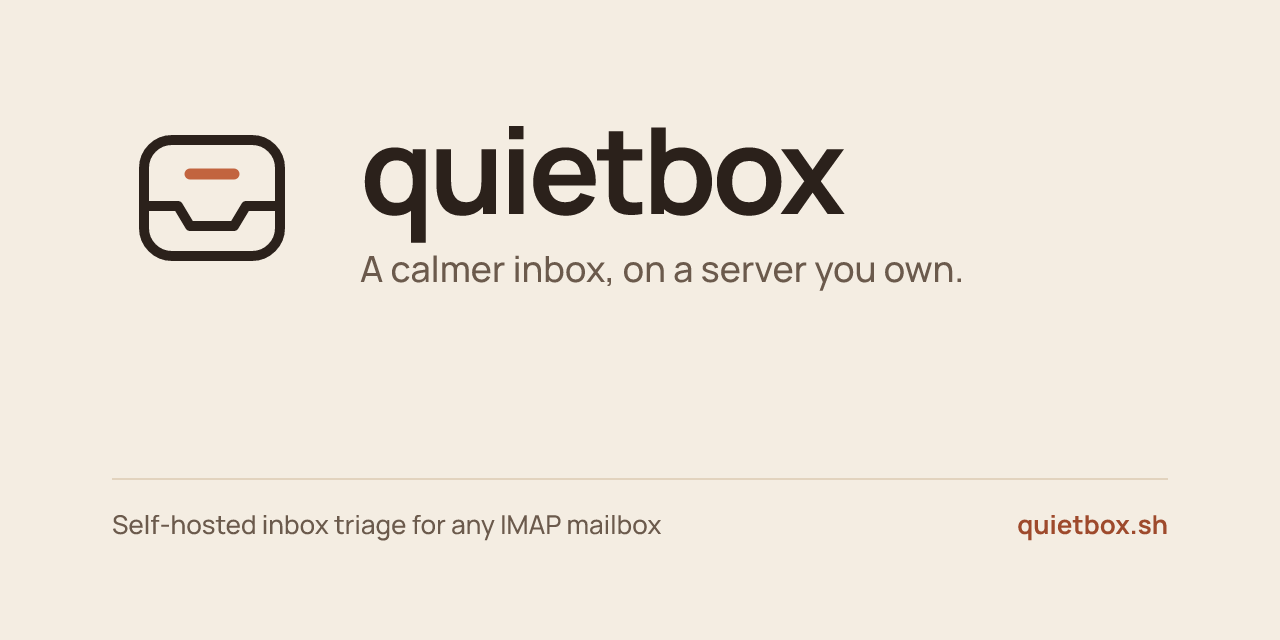 quietbox
A calmer inbox, on a server you own.
Self-hosted inbox triage for any IMAP mailbox
quietbox.sh